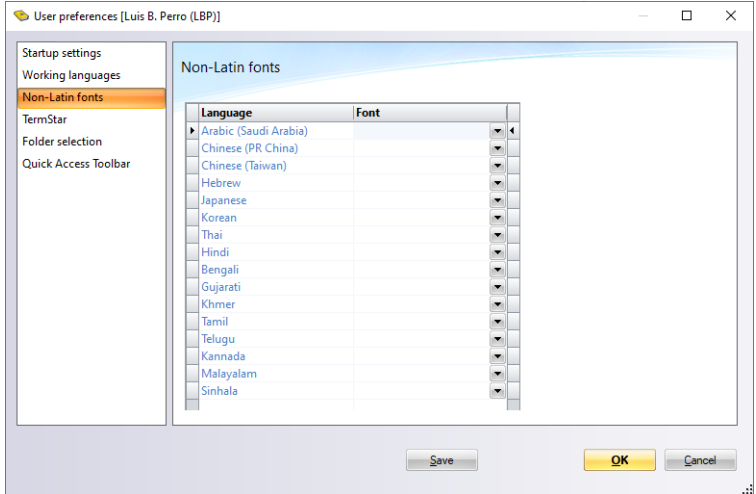 User preferences [Luis B. Perro (LBP)]
Startup settings
Working languages
Non-Latin fonts
TermStar
Folder selection
Quick Access Toolbar
Non-Latin fonts
Language Font
Arabic (Saudi Arabia)
Chinese (PR China)
Chinese (Taiwan)
Hebrew
Japanese
Korean
Thai
Hindi
Bengali
Gujarati
Khmer
Tamil
Telugu
Kannada
Malayalam
Sinhala
Save OK Cancel